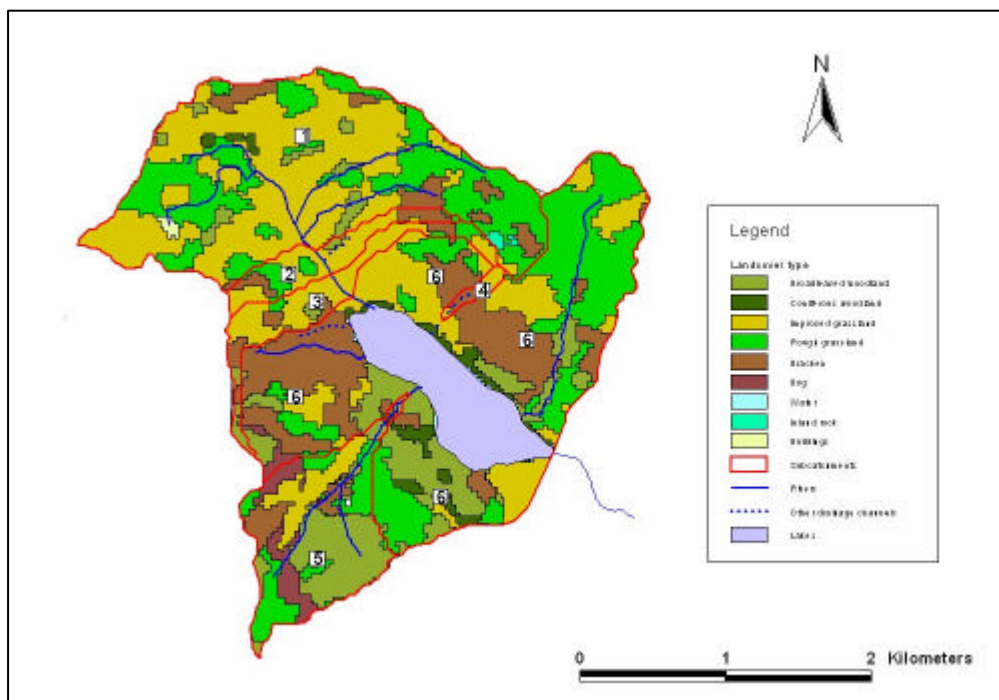 N
1
2
3
6
4
6
6
6
5
Legend
Landcover type
Broadleaved woodland
Coniferous woodland
Improved grassland
Rough grassland
Bracken
Bog
Water
Inland rock
Buildings
Subcatchments
Rivers
Other drainage channels
Lakes
0 1 2 Kilometers